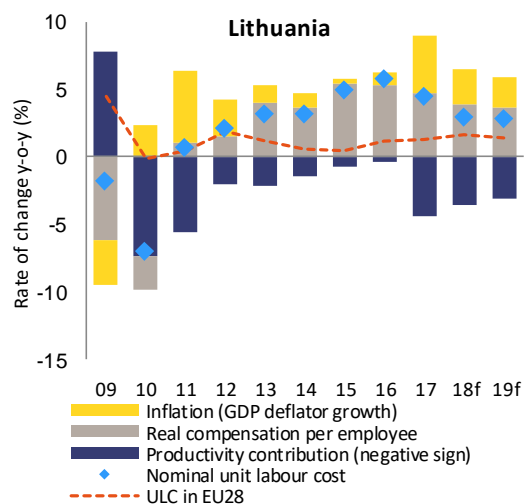 Lithuania
Rate of change y-o-y (%)
10
5
0
-5
-10
-15
09 10 11 12 13 14 15 16 17 18f 19f
Inflation (GDP deflator growth)
Real compensation per employee
Productivity contribution (negative sign)
Nominal unit labour cost
ULC in EU28